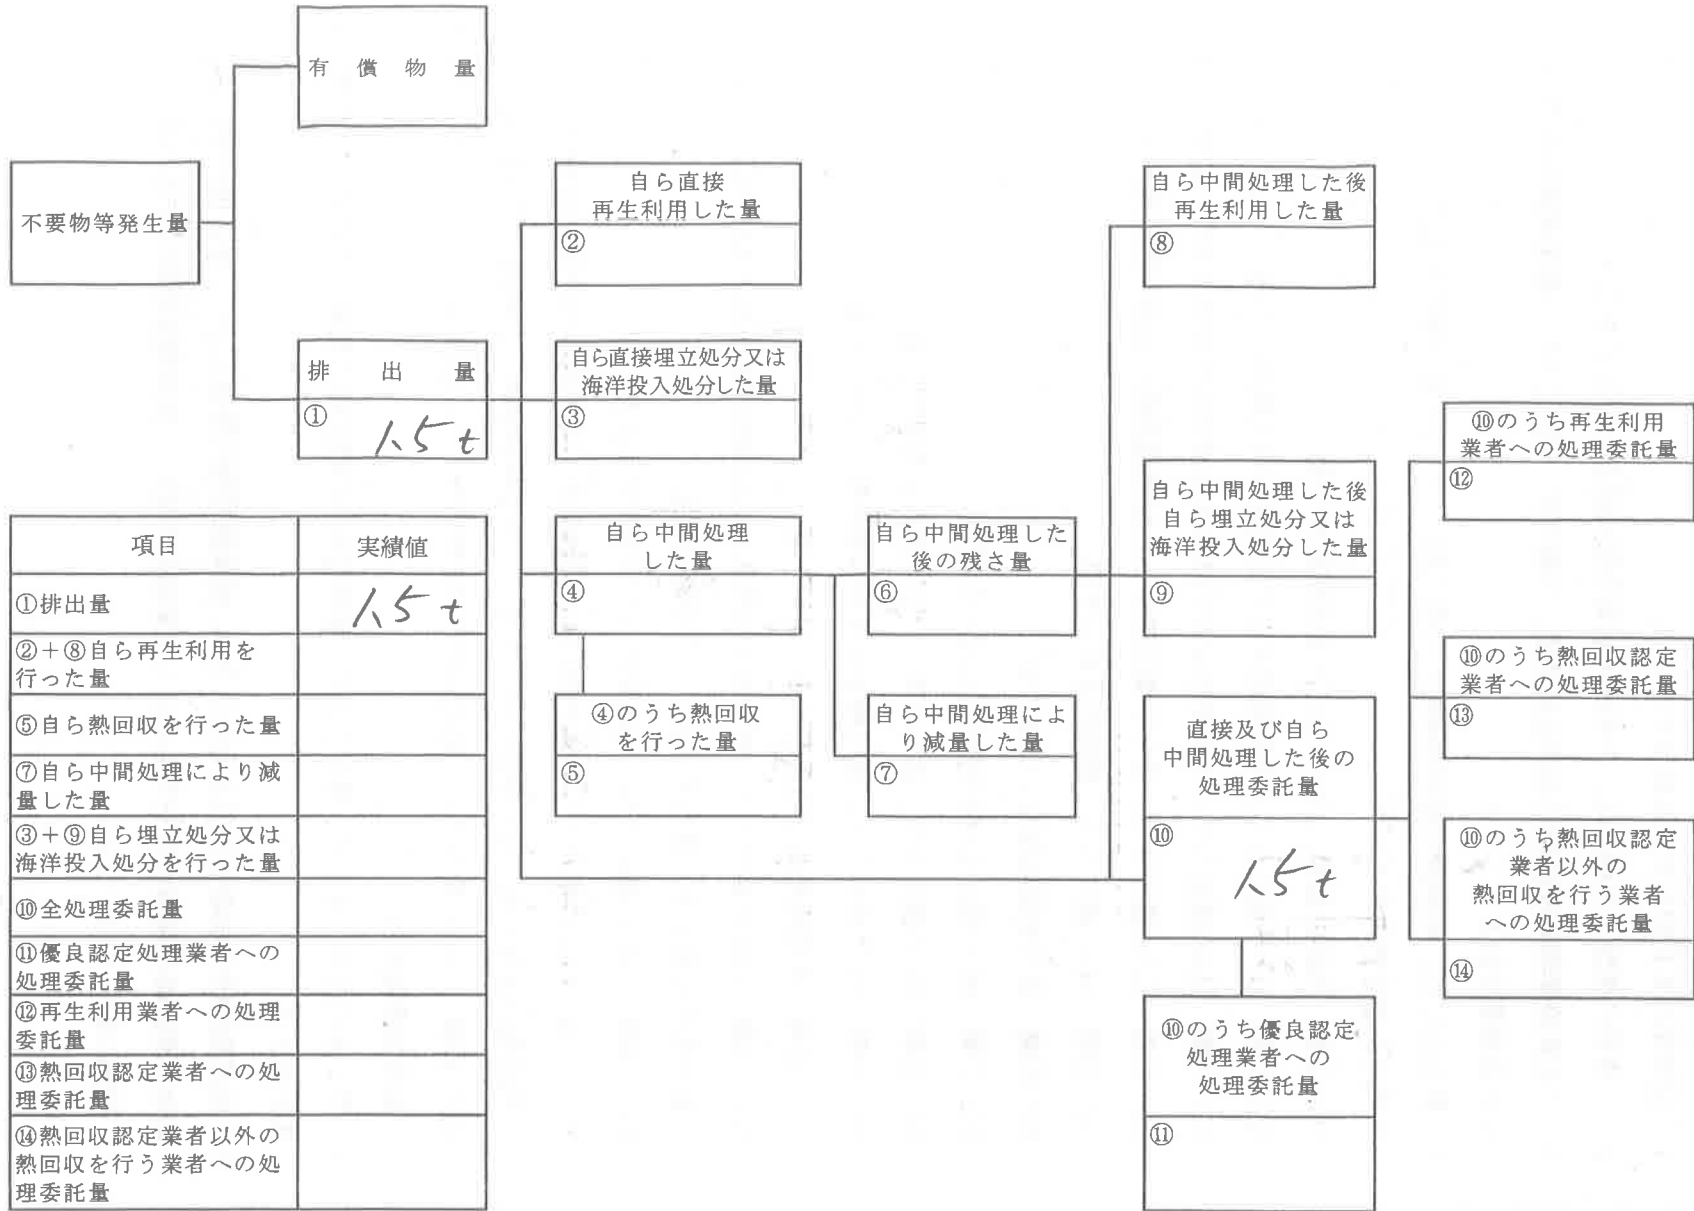 有償物量
不要物等発生量
排出量
① 1.5 t
自ら直接
再生利用した量
②
自ら直接埋立処分又は
海洋投入処分した量
③
自ら中間処理
した量
④
④のうち熱回収
を行った量
⑤
自ら中間処理した
後の残さ量
⑥
自ら中間処理によ
り減量した量
⑦
自ら中間処理した後
再生利用した量
⑧
自ら中間処理した後
自ら埋立処分又は
海洋投入処分した量
⑨
直接及び自ら
中間処理した後の
処理委託量
⑩
1.5 t
⑩のうち優良認定
処理業者への
処理委託量
⑪
⑩のうち再生利用
業者への処理委託量
⑫
⑩のうち熱回収認定
業者への処理委託量
⑬
⑩のうち熱回収認定
業者以外の
熱回収を行う業者
への処理委託量
⑭
項目 実績値
①排出量 1.5 t
②+⑧自ら再生利用を
行った量
⑤自ら熱回収を行った量
⑦自ら中間処理により減
量した量
③+⑨自ら埋立処分又は
海洋投入処分を行った量
⑩全処理委託量
⑪優良認定処理業者への
処理委託量
⑫再生利用業者への処理
委託量
⑬熱回収認定業者への処
理委託量
⑭熱回収認定業者以外の
熱回収を行う業者への処
理委託量